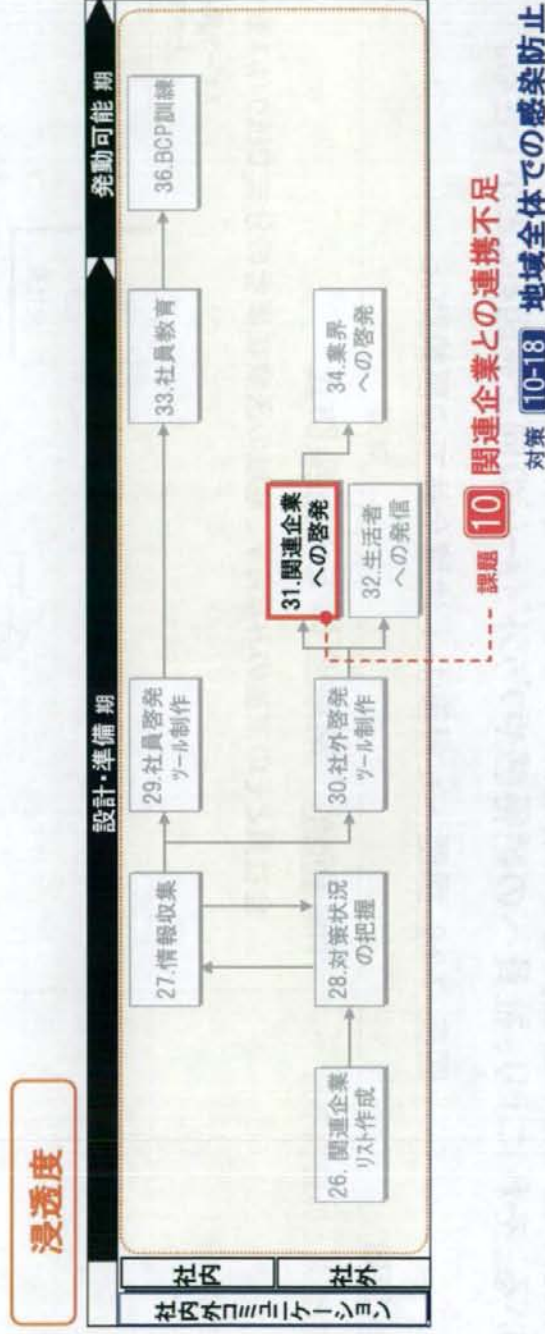 浸透度
設計・準備 期
発動可能 期
社内外コミュニケーション
社内
社外
26. 関連企業
リスト作成
27.情報収集
28.対策状況
の把握
29.社員啓発
ツール制作
30.社外啓発
ツール制作
31.関連企業
への啓発
32.生活者
への発信
33.社員教育
34.業界
への啓発
36.BCP訓練
課題 10 関連企業との連携不足
対策 10-18 地域全体での感染防止